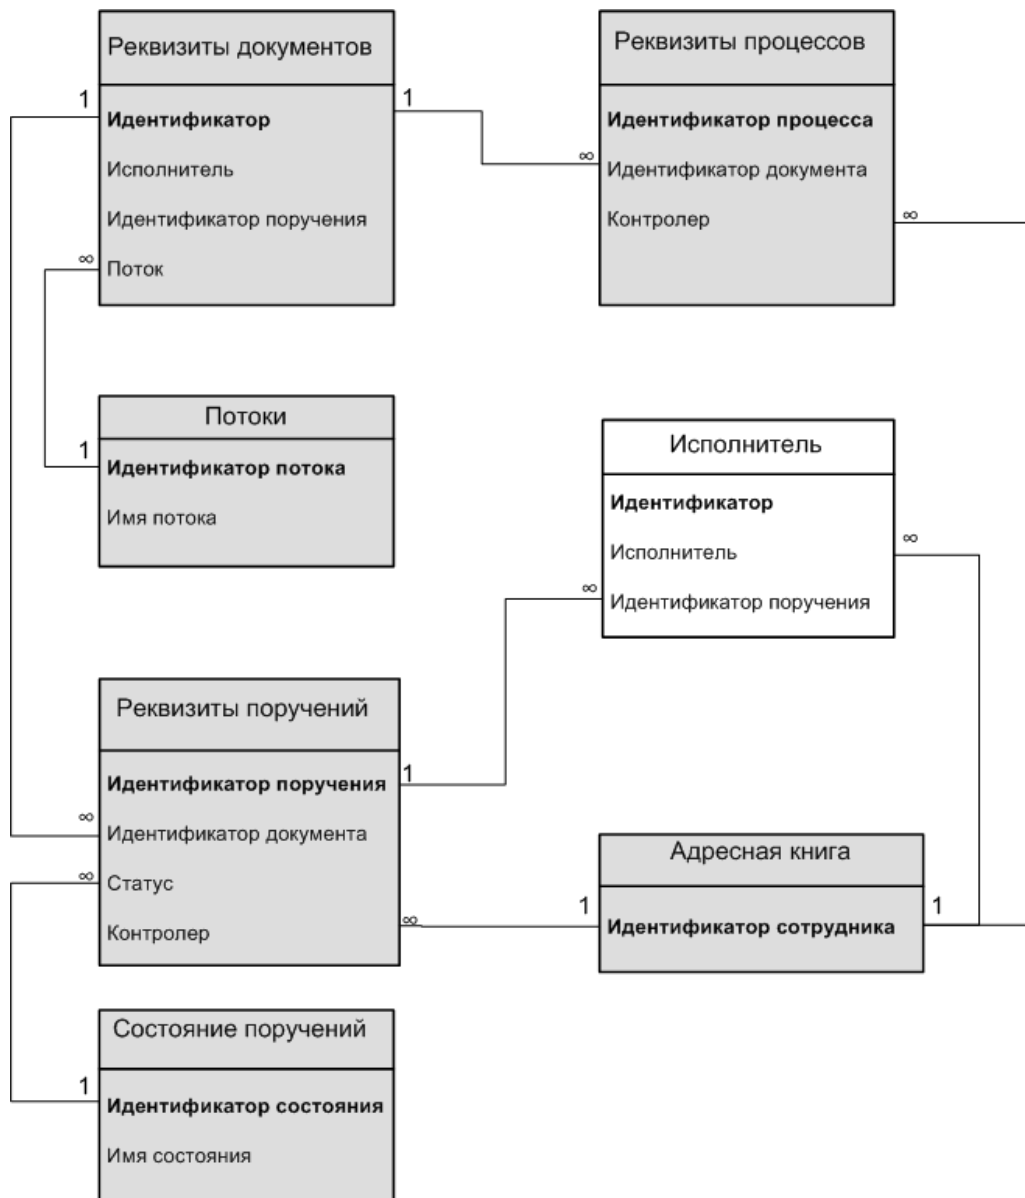 Реквизиты документов
1
Идентификатор
Исполнитель
Идентификатор поручения
∞
Поток
1
∞
Реквизиты процессов
Идентификатор процесса
Идентификатор документа
Контролер
∞
Потоки
1
Идентификатор потока
Имя потока
Исполнитель
Идентификатор
Исполнитель
∞
∞
Идентификатор поручения
Реквизиты поручений
Идентификатор поручения
1
∞
Идентификатор документа
∞
Статус
Контролер
∞
Адресная книга
1
Идентификатор сотрудника
1
Состояние поручений
1
Идентификатор состояния
Имя состояния